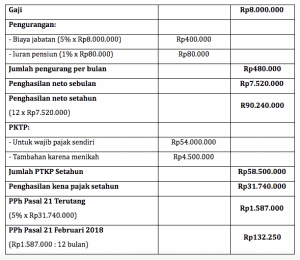 Gaji Rp8.000.000
Pengurangan:
- Biaya jabatan (5% x Rp8.000.000) Rp400.000
- Iuran pensiun (1% x Rp80.000) Rp80.000
Jumlah pengurang per bulan Rp480.000
Penghasilan neto sebulan Rp7.520.000
Penghasilan neto setahun
(12 x Rp7.520.000) R90.240.000
PKTP:
- Untuk wajib pajak sendiri Rp54.000.000
- Tambahan karena menikah Rp4.500.000
Jumlah PTKP Setahun Rp58.500.000
Penghasilan kena pajak setahun Rp31.740.000
PPh Pasal 21 Terutang
(5% x Rp31.740.000) Rp1.587.000
PPh Pasal 21 Februari 2018
(Rp1.587.000 : 12 bulan) Rp132.250